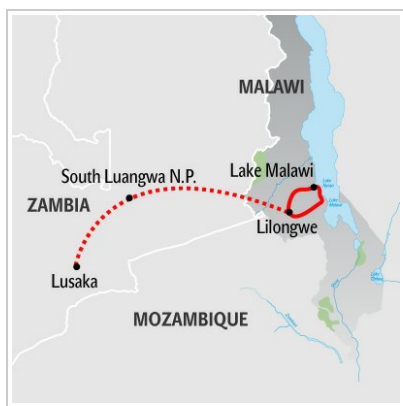 MALAWI
Lake Malawi
South Luangwa N.P.
ZAMBIA
Lilongwe
Lusaka
MOZAMBIQUE